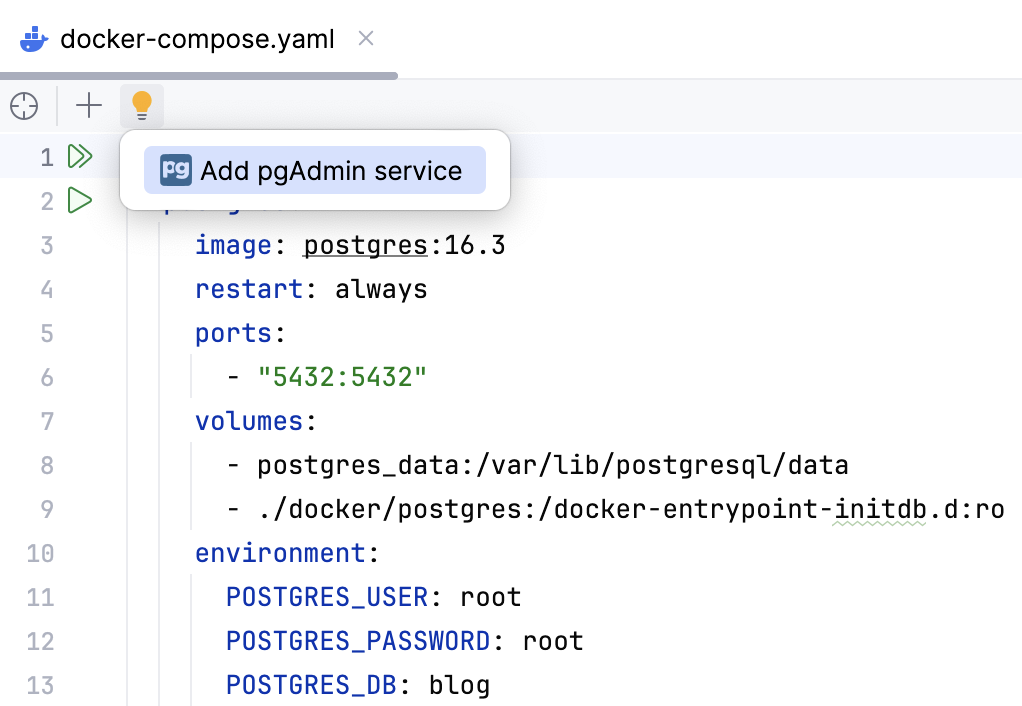 docker-compose.yaml
1
pg Add pgAdmin service
2
3 image: postgres:16.3
4 restart: always
5 ports:
6 - "5432:5432"
7 volumes:
8 - postgres_data:/var/lib/postgresql/data
9 - ./docker/postgres:/docker-entrypoint-initdb.d:ro
10 environment:
11 POSTGRES_USER: root
12 POSTGRES_PASSWORD: root
13 POSTGRES_DB: blog